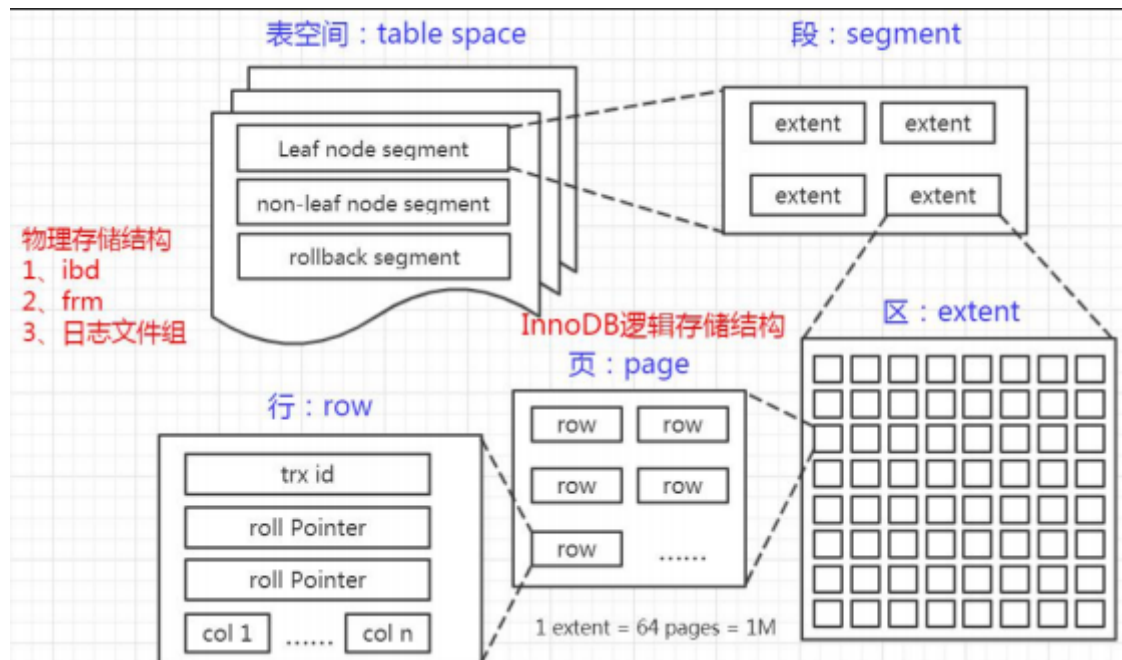 表空间：table space
段：segment
Leaf node segment
non-leaf node segment
rollback segment
extent
extent
extent
extent
物理存储结构
1、ibd
2、frm
3、日志文件组
InnoDB逻辑存储结构
区：extent
页：page
row
row
row
row
row
……
1 extent = 64 pages = 1M
行：row
trx id
roll Pointer
roll Pointer
col 1 …… col n